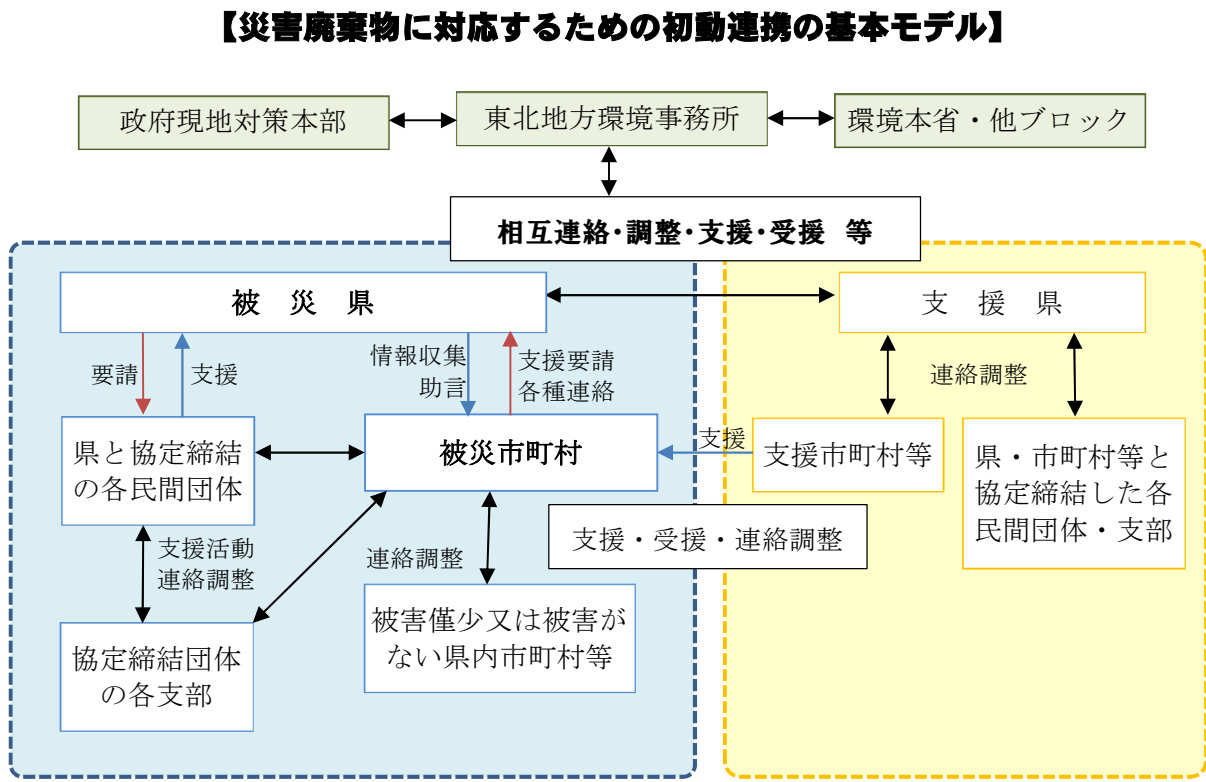 【災害廃棄物に対応するための初動連携の基本モデル】
政府現地対策本部
東北地方環境事務所
環境本省・他ブロック
相互連絡・調整・支援・受援 等
被 災 県
支 援 県
要請
支援
情報収集
助言
支援要請
各種連絡
連絡調整
県と協定締結
の各民間団体
被災市町村
支援
支援市町村等
県・市町村等と
協定締結した各
民間団体・支部
支援活動
連絡調整
連絡調整
支援・受援・連絡調整
協定締結団体
の各支部
被害僅少又は被害が
ない県内市町村等